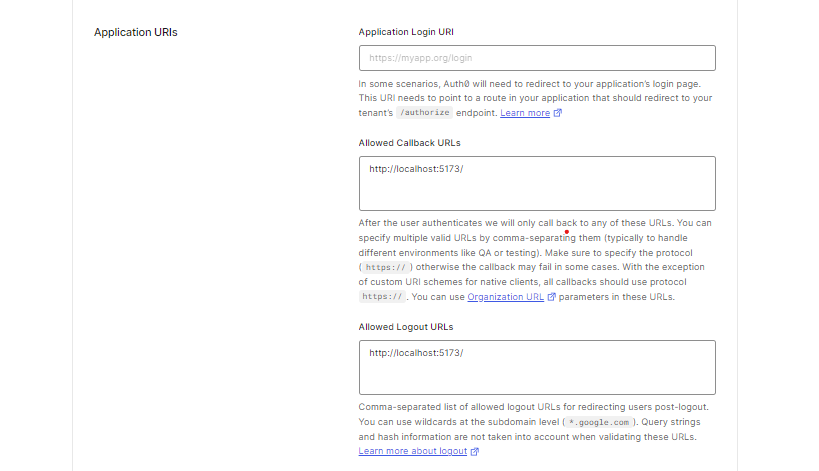 Application URIs
Application Login URI
https://myapp.org/login
In some scenarios, Auth0 will need to redirect to your application's login page.
This URI needs to point to a route in your application that should redirect to your
tenant's /authorize endpoint. Learn more
Allowed Callback URLs
http://localhost:5173/
After the user authenticates we will only call back to any of these URLs. You can
specify multiple valid URLs by comma-separating them (typically to handle
different environments like QA or testing). Make sure to specify the protocol
( https:// ) otherwise the callback may fail in some cases. With the exception
of custom URI schemes for native clients, all callbacks should use protocol
https:// . You can use Organization URL parameters in these URLs.
Allowed Logout URLs
http://localhost:5173/
Comma-separated list of allowed logout URLs for redirecting users post-logout.
You can use wildcards at the subdomain level ( *.google.com ). Query strings
and hash information are not taken into account when validating these URLs.
Learn more about logout